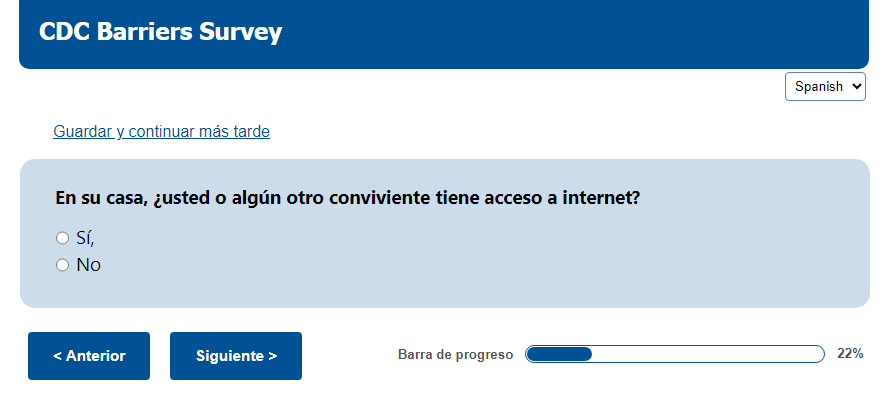 CDC Barriers Survey
Spanish
Guardar y continuar más tarde
En su casa, ¿usted o algún otro conviviente tiene acceso a internet?
Sí,
No
< Anterior
Siguiente >
Barra de progreso
22%